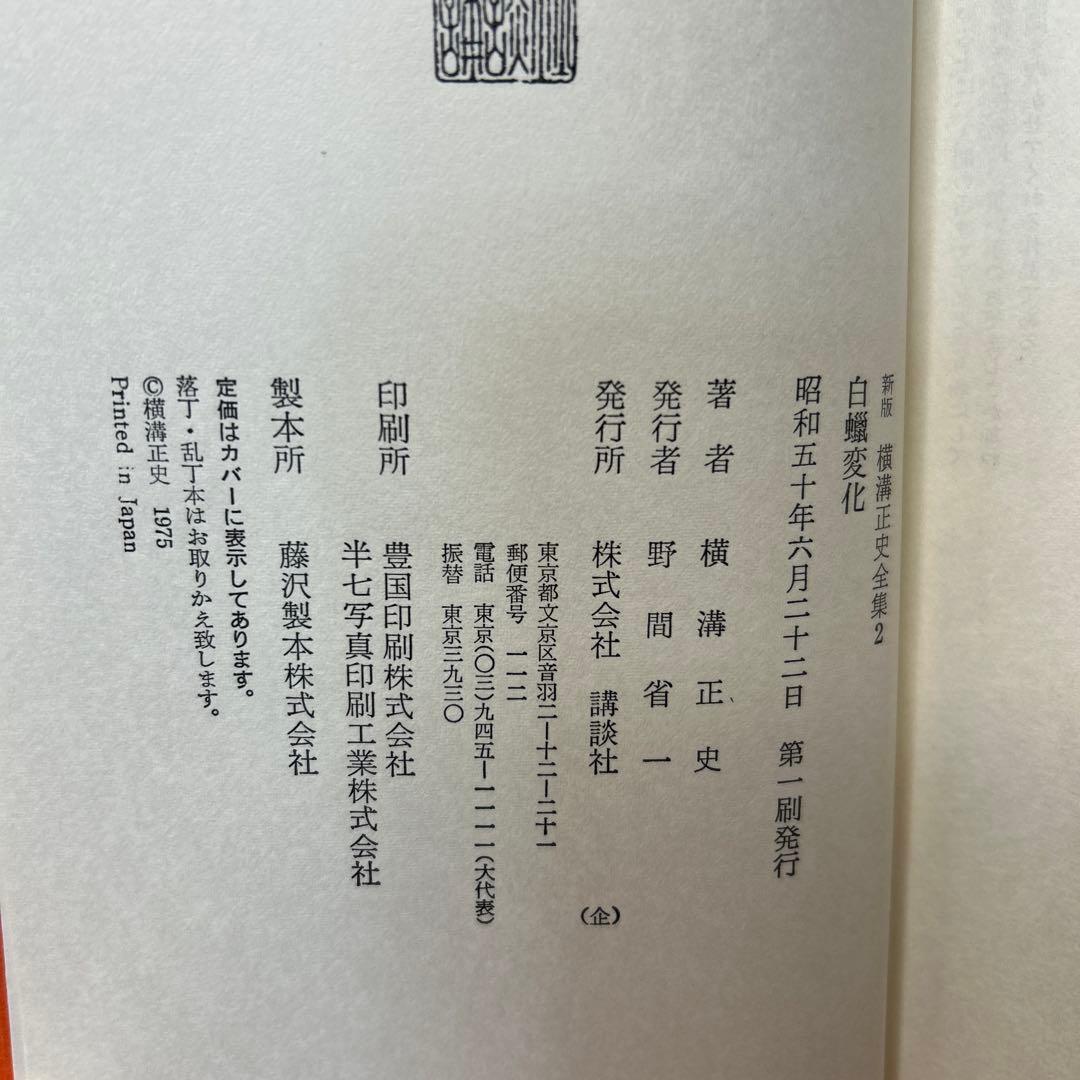 新版 横溝正史全集2
白蠟変化
昭和五十年六月二十二日 第一刷発行
著者 横溝正史
発行者 野間省一
発行所 株式会社 講談社 (企)
東京都文京区音羽二ー十二ー二十一
郵便番号 一一二
電話 東京(〇三)九四五ー一一一一(大代表)
振替 東京三九三〇
印刷所 豊国印刷株式会社
半七写真印刷工業株式会社
製本所 藤沢製本株式会社
定価はカバーに表示してあります。
落丁・乱丁本はお取りかえ致します。
©横溝正史 1975
Printed in Japan